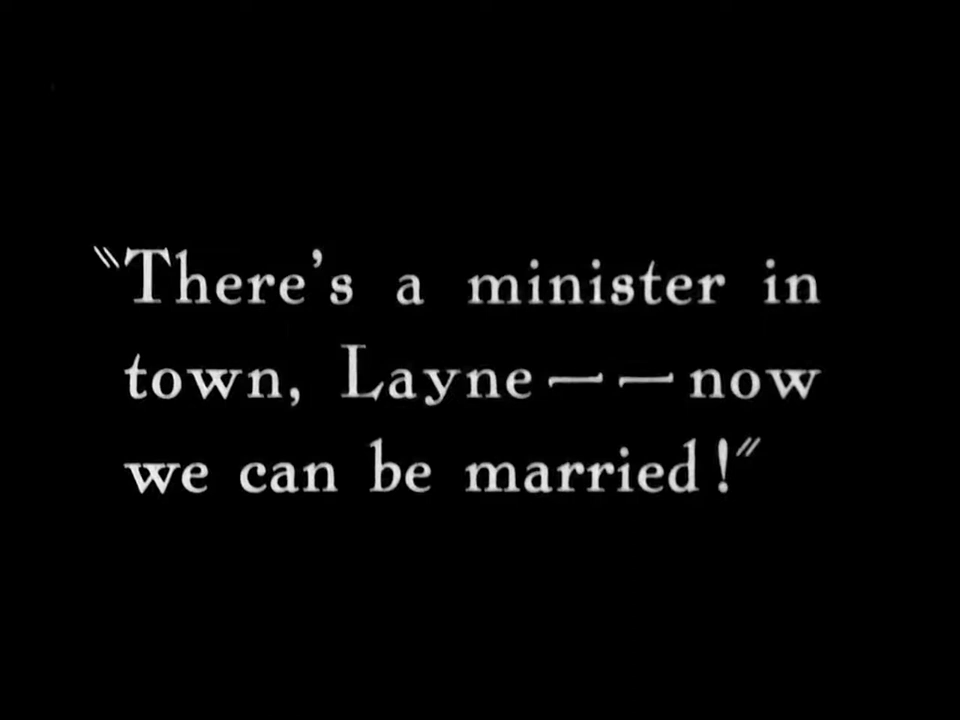 "There's a minister in
town, Layne — — now
we can be married!"